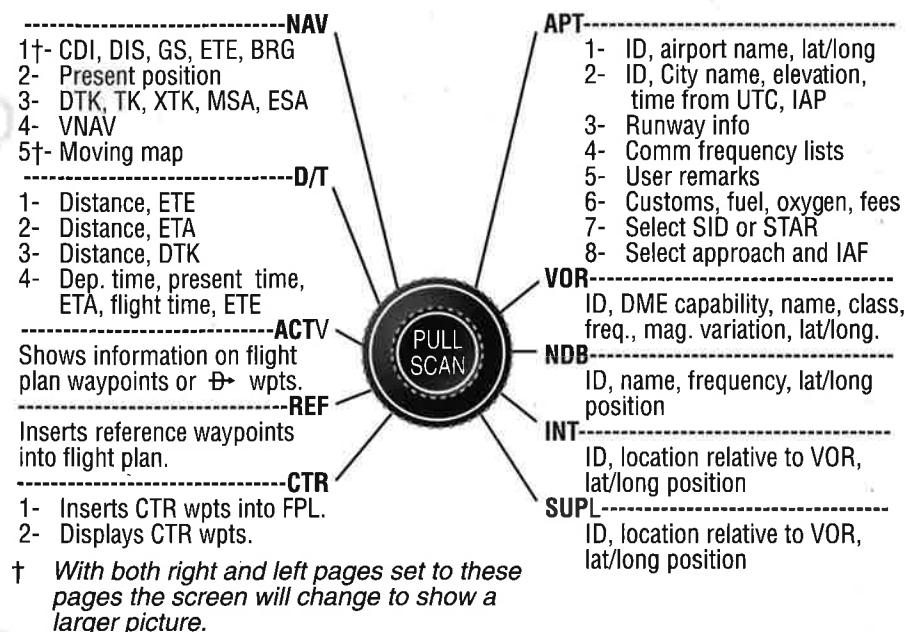 --------------------------------NAV
1†- CDI, DIS, GS, ETE, BRG
2- Present position
3- DTK, TK, XTK, MSA, ESA
4- VNAV
5†- Moving map
--------------------------------D/T
1- Distance, ETE
2- Distance, ETA
3- Distance, DTK
4- Dep. time, present time,
ETA, flight time, ETE
-----------------------------ACTV
Shows information on flight
plan waypoints or D→ wpts.
-------------------------------REF
Inserts reference waypoints
into flight plan.
-------------------------------CTR
1- Inserts CTR wpts into FPL.
2- Displays CTR wpts.
† With both right and left pages set to these
pages the screen will change to show a
larger picture.
PULL
SCAN
APT-----------------------------------
1- ID, airport name, lat/long
2- ID, City name, elevation,
time from UTC, IAP
3- Runway info
4- Comm frequency lists
5- User remarks
6- Customs, fuel, oxygen, fees
7- Select SID or STAR
8- Select approach and IAF
VOR-----------------------------------
ID, DME capability, name, class,
freq., mag. variation, lat/long.
NDB-----------------------------------
ID, name, frequency, lat/long
position
INT-----------------------------------
ID, location relative to VOR,
lat/long position
SUPL---------------------------------
ID, location relative to VOR,
lat/long position